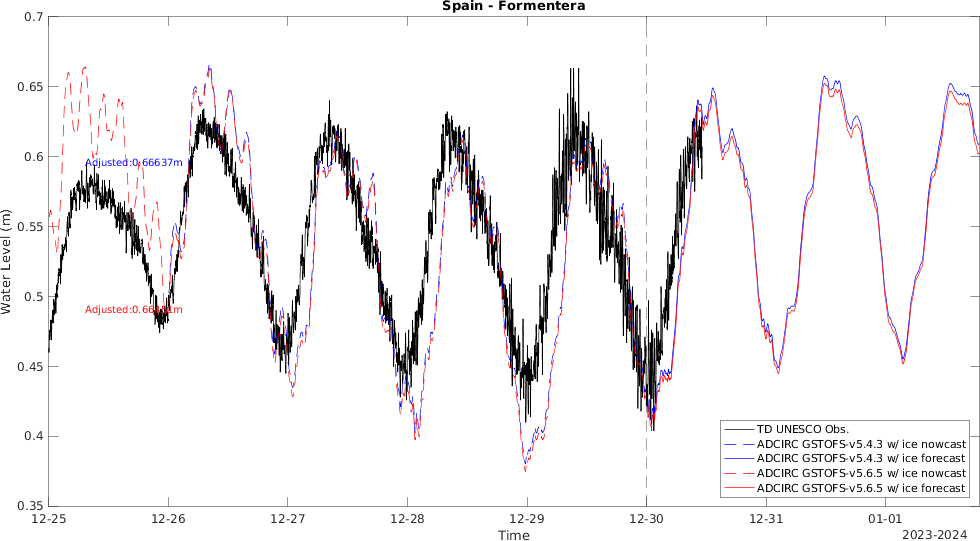 Spain - Formentera
Water Level (m)
0.7
0.65
0.6
0.55
0.5
0.45
0.4
0.35
Adjusted:0.66637m
TD UNESCO Obs.
ADCIRC GSTOFS-v5.4.3 w/ ice nowcast
ADCIRC GSTOFS-v5.4.3 w/ ice forecast
ADCIRC GSTOFS-v5.6.5 w/ ice nowcast
ADCIRC GSTOFS-v5.6.5 w/ ice forecast
12-25 12-26 12-27 12-28 12-29 12-30 12-31 01-01
Time
2023-2024